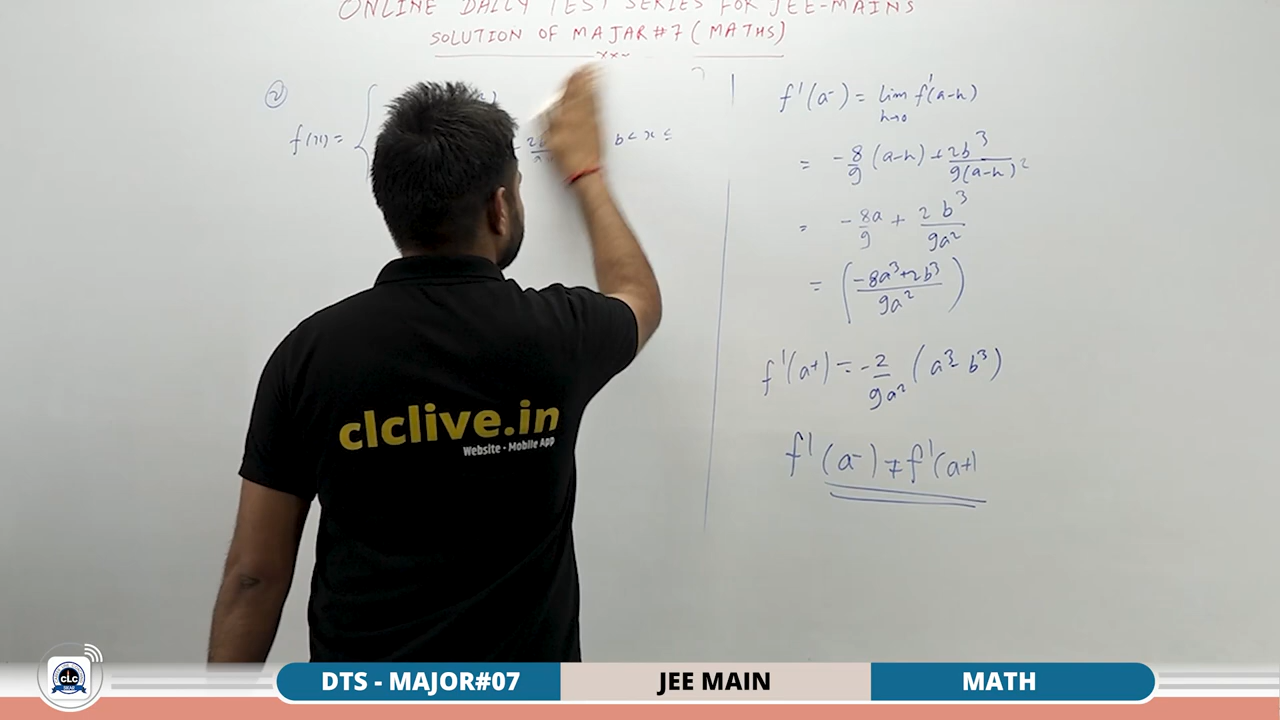 ONLINE DAILY TEST SERIES FOR JEE-MAINS
SOLUTION OF MAJAR#7 (MATHS)
②
f(x) = {
b < x ≤
f'(a-) = lim f'(a-h)
h→0
= -8/9 (a-h) + 2b³/9(a-h)²
= -8a/9 + 2b³/9a²
= (-8a³+2b³/9a²)
f'(a+) = -2/9a² (a³-b³)
f'(a-) ≠ f'(a+)
clclive.in
Website - Mobile App
CLC
SIKAR
DTS - MAJOR#07
JEE MAIN
MATH